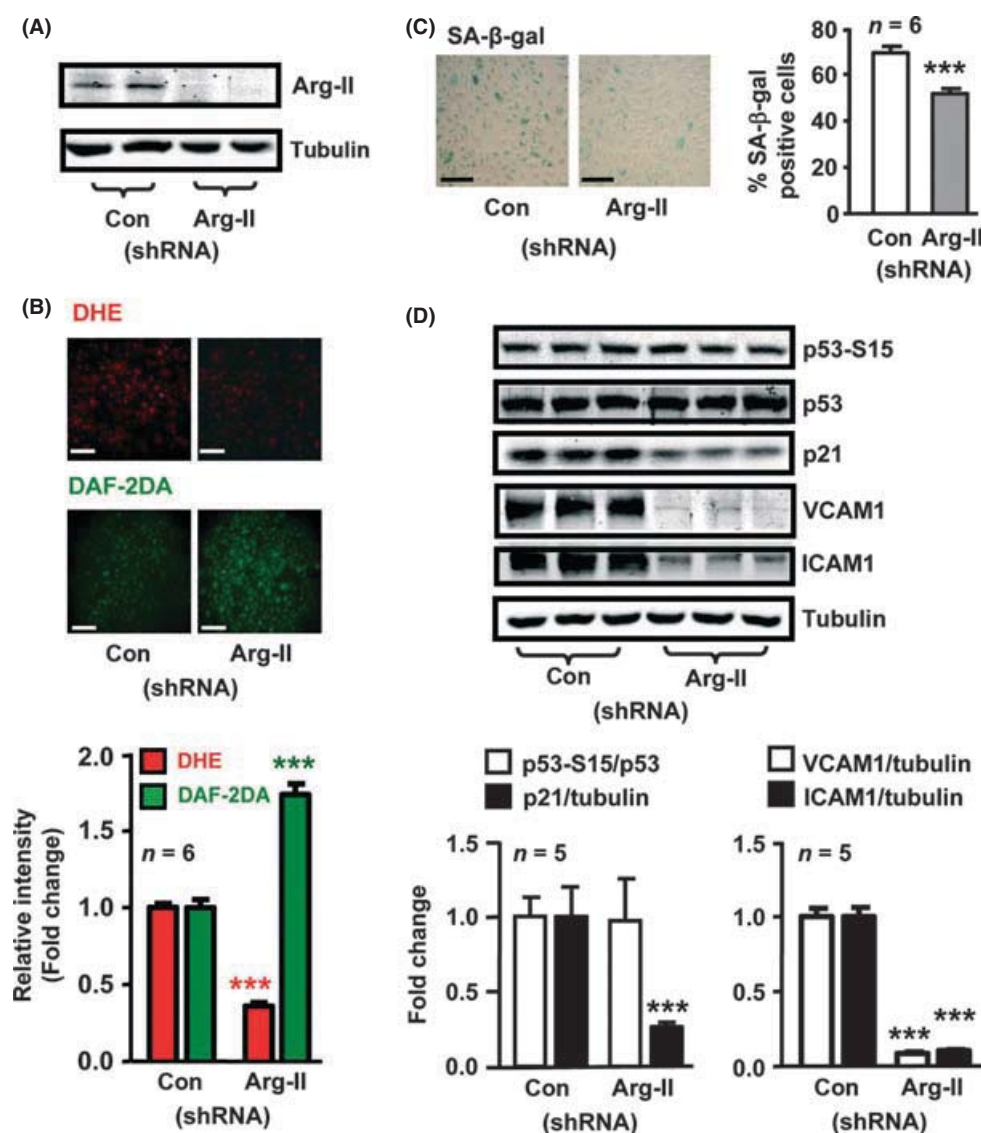 (A)
Arg-II
Tubulin
Con Arg-II
(shRNA)
(B)
DHE
DAF-2DA
Con Arg-II
(shRNA)
DHE
DAF-2DA
***
n = 6
***
Relative intensity
(Fold change)
2.0
1.5
1.0
0.5
0.0
Con Arg-II
(shRNA)
(C)
SA-β-gal
Con Arg-II
(shRNA)
n = 6
***
% SA-β-gal
positive cells
80
60
40
20
0
Con Arg-II
(shRNA)
(D)
p53-S15
p53
p21
VCAM1
ICAM1
Tubulin
Con Arg-II
(shRNA)
p53-S15/p53
p21/tubulin
n = 5
***
Fold change
1.5
1.0
0.5
0.0
Con Arg-II
(shRNA)
VCAM1/tubulin
ICAM1/tubulin
n = 5
*** ***
1.5
1.0
0.5
0.0
Con Arg-II
(shRNA)